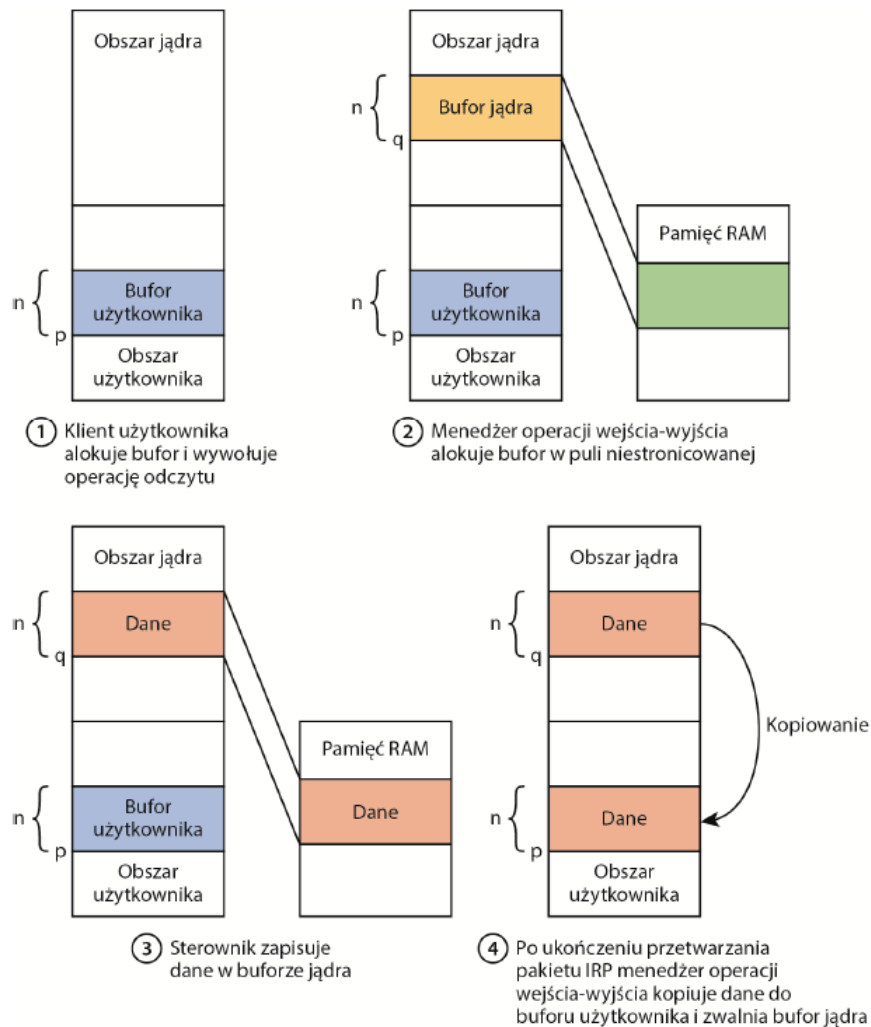 Obszar jądra
n
p
Bufor
użytkownika
Obszar
użytkownika
1 Klient użytkownika
alokuje bufor i wywołuje
operację odczytu
Obszar jądra
n
q
Bufor jądra
n
p
Bufor
użytkownika
Obszar
użytkownika
Pamięć RAM
2 Menedżer operacji wejścia-wyjścia
alokuje bufor w puli niestronicowanej
Obszar jądra
n
q
Dane
n
p
Bufor
użytkownika
Obszar
użytkownika
Pamięć RAM
Dane
3 Sterownik zapisuje
dane w buforze jądra
Obszar jądra
n
q
Dane
Kopiowanie
n
p
Dane
Obszar
użytkownika
4 Po ukończeniu przetwarzania
pakietu IRP menedżer operacji
wejścia-wyjścia kopiuje dane do
buforu użytkownika i zwalnia bufor jądra